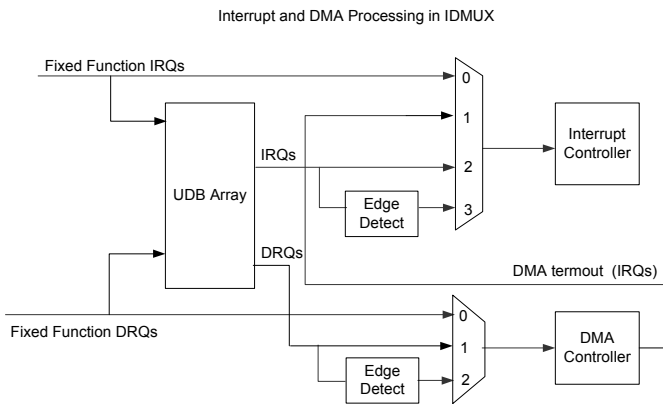 Interrupt and DMA Processing in IDMUX
Fixed Function IRQs
0
1
2
3
Interrupt
Controller
IRQs
UDB Array
Edge
Detect
DRQs
DMA termout (IRQs)
Fixed Function DRQs
0
1
2
DMA
Controller
Edge
Detect